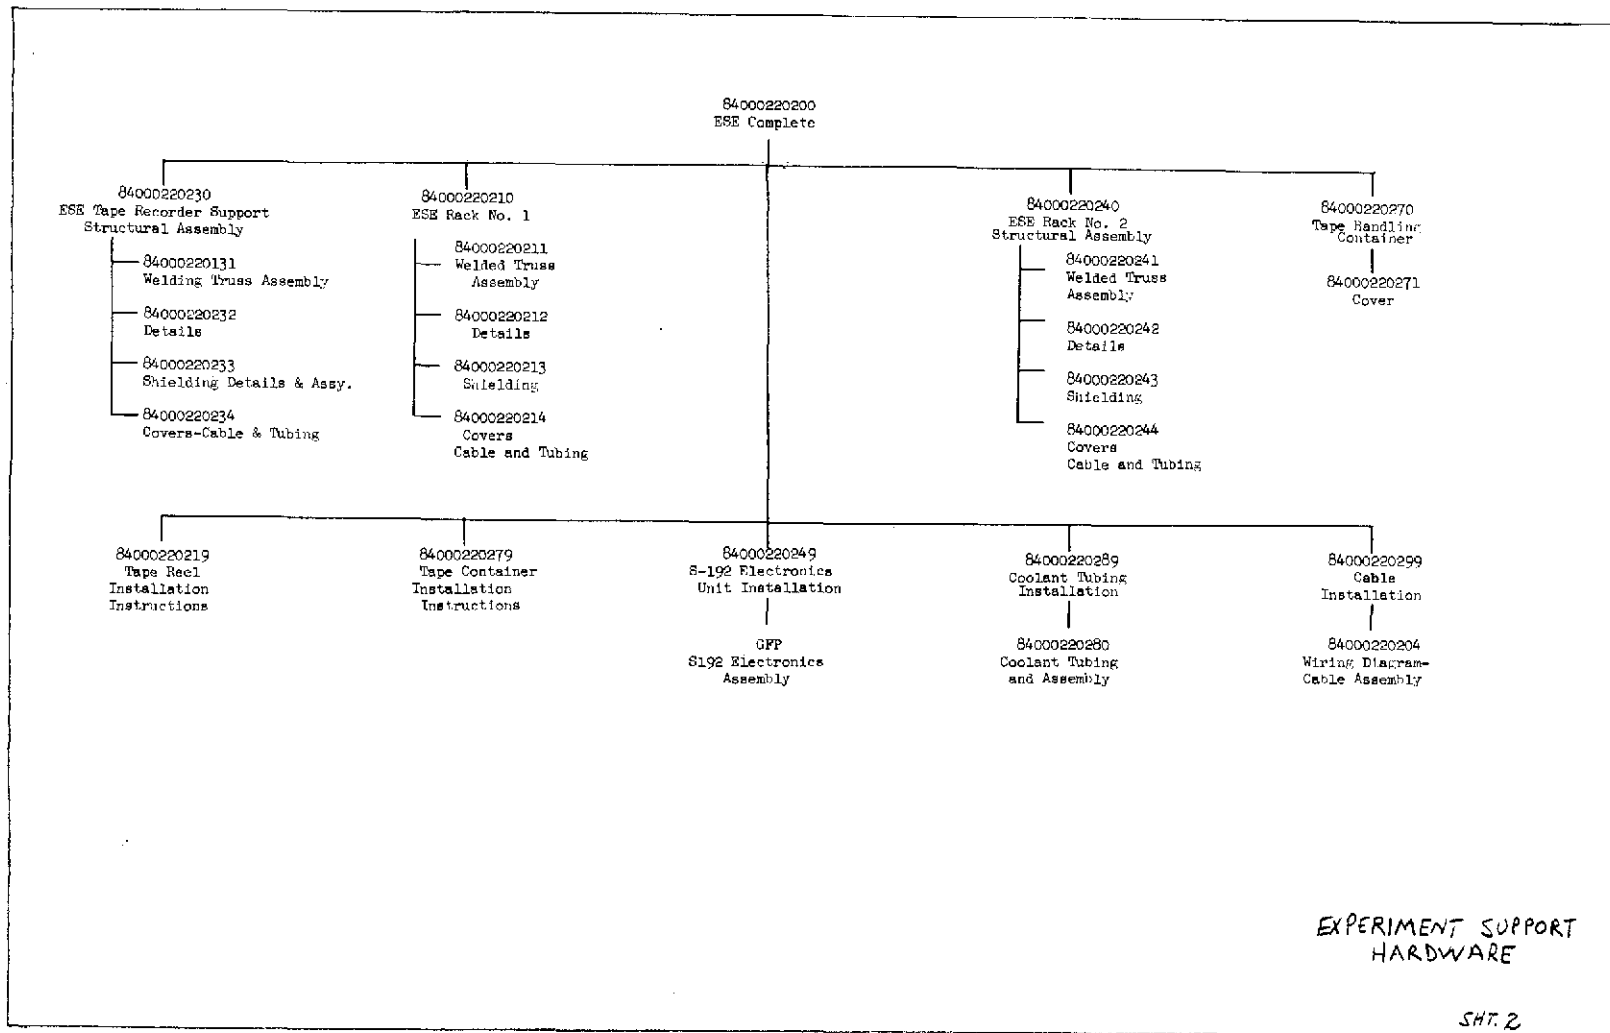 84000220200
ESE Complete
84000220230
ESE Tape Recorder Support
Structural Assembly
84000220131
Welding Truss Assembly
84000220232
Details
84000220233
Shielding Details & Assy.
84000220234
Covers-Cable & Tubing
84000220210
ESE Rack No. 1
84000220211
Welded Truss
Assembly
84000220212
Details
84000220213
Shielding
84000220214
Covers
Cable and Tubing
84000220240
ESE Rack No. 2
Structural Assembly
84000220241
Welded Truss
Assembly
84000220242
Details
84000220243
Shielding
84000220244
Covers
Cable and Tubing
84000220270
Tape Handling
Container
84000220271
Cover
84000220219
Tape Reel
Installation
Instructions
84000220279
Tape Container
Installation
Instructions
84000220249
S-192 Electronics
Unit Installation
GFP
S192 Electronics
Assembly
84000220289
Coolant Tubing
Installation
84000220280
Coolant Tubing
and Assembly
84000220299
Cable
Installation
84000220204
Wiring Diagram-
Cable Assembly
EXPERIMENT SUPPORT
HARDWARE
SHT. 2